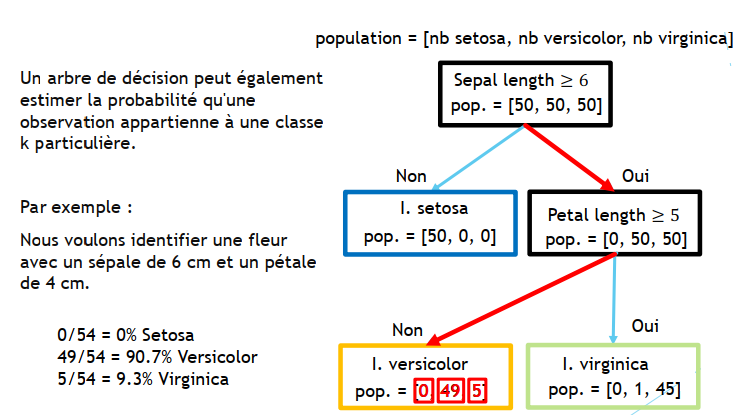 population = [nb setosa, nb versicolor, nb virginica]
Un arbre de décision peut également
estimer la probabilité qu'une
observation appartienne à une classe
k particulière.
Par exemple :
Nous voulons identifier une fleur
avec un sépale de 6 cm et un pétale
de 4 cm.
0/54 = 0% Setosa
49/54 = 90.7% Versicolor
5/54 = 9.3% Virginica
Sepal length ≥ 6
pop. = [50, 50, 50]
Non
Oui
I. setosa
pop. = [50, 0, 0]
Petal length ≥ 5
pop. = [0, 50, 50]
Non
Oui
I. versicolor
pop. = [0, 49 5]
I. virginica
pop. = [0, 1, 45]